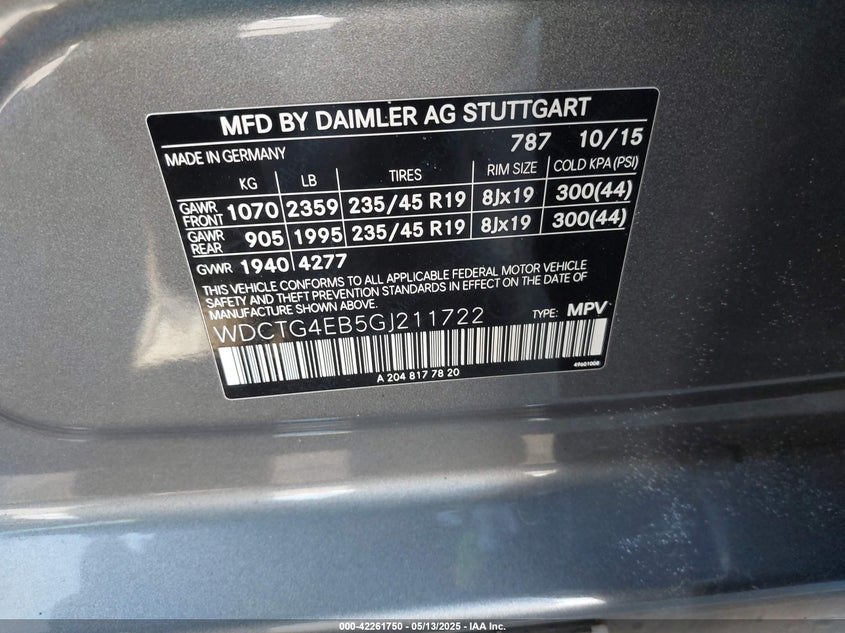 MFD BY DAIMLER AG STUTTGART
787 10/15
MADE IN GERMANY
KG LB TIRES RIM SIZE COLD KPA (PSI)
GAWR FRONT 1070 2359 235/45 R19 8Jx19 300(44)
GAWR REAR 905 1995 235/45 R19 8Jx19 300(44)
GVWR 1940 4277
THIS VEHICLE CONFORMS TO ALL APPLICABLE FEDERAL MOTOR VEHICLE
SAFETY AND THEFT PREVENTION STANDARDS IN EFFECT ON THE DATE OF
MANUFACTURE SHOWN ABOVE.
WDCTG4EB5GJ211722 TYPE: MPV
A 204 817 78 20
000-42261750 - 05/13/2025 - IAA Inc.